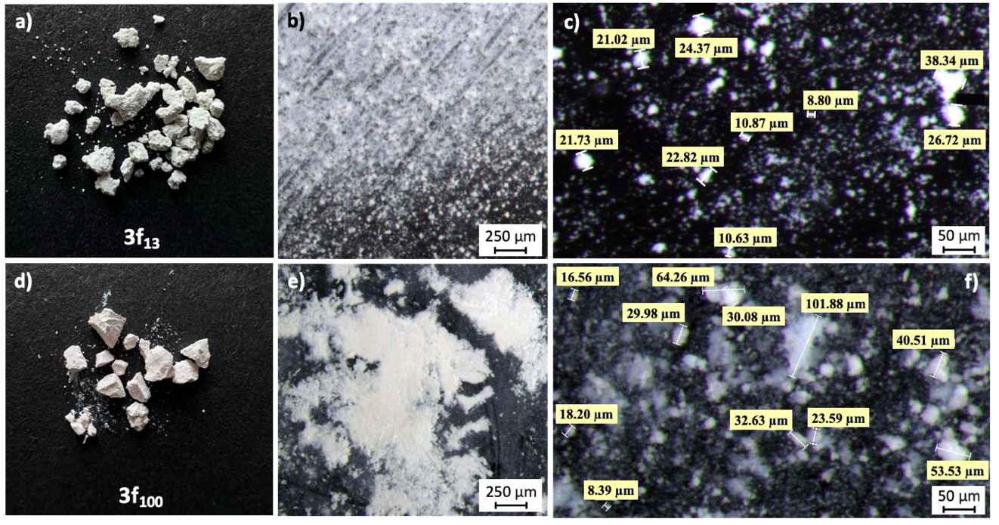 a)
3f13
b)
250 µm
c)
21.02 µm
24.37 µm
38.34 µm
8.80 µm
10.87 µm
21.73 µm
26.72 µm
22.82 µm
10.63 µm
50 µm
d)
3f100
e)
250 µm
f)
16.56 µm
64.26 µm
101.88 µm
29.98 µm
30.08 µm
40.51 µm
18.20 µm
32.63 µm
23.59 µm
53.53 µm
8.39 µm
50 µm